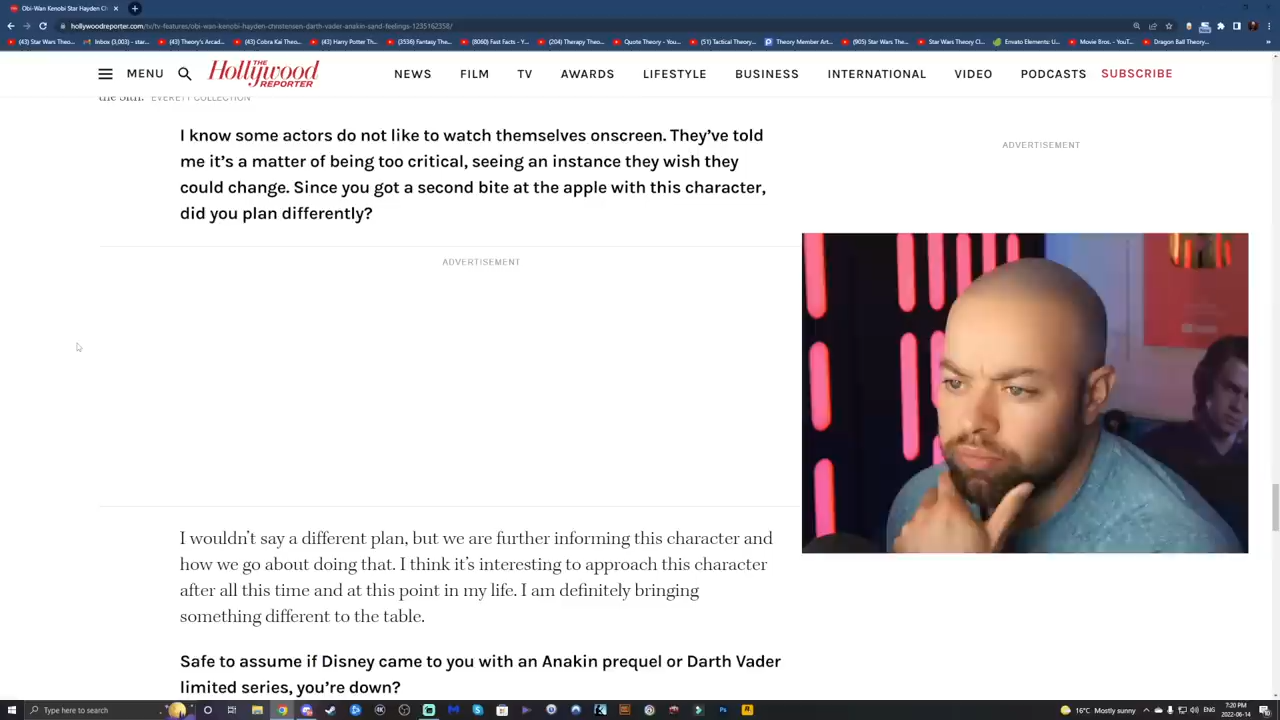 Obi-Wan Kenobi Star Hayden Ch
hollywoodreporter.com/tv/tv-features/obi-wan-kenobi-hayden-christensen-darth-vader-anakin-sand-feelings-1235162358/
(43) Star Wars Theo...
Inbox (3,003) - star...
(43) Theory's Arcad...
(43) Cobra Kai Theo...
(43) Harry Potter Th...
(3536) Fantasy The...
(8060) Fast Facts - Y...
(204) Therapy Theo...
Quote Theory - You...
(51) Tactical Theory...
Theory Member Art...
(905) Star Wars The...
Star Wars Theory Cl...
Envato Elements: U...
Movie Bros. - YouT...
Dragon Ball Theory...
MENU
THE
Hollywood
REPORTER
NEWS FILM TV AWARDS LIFESTYLE BUSINESS INTERNATIONAL VIDEO PODCASTS SUBSCRIBE
the Sith. EVERETT COLLECTION
I know some actors do not like to watch themselves onscreen. They've told
me it's a matter of being too critical, seeing an instance they wish they
could change. Since you got a second bite at the apple with this character,
did you plan differently?
ADVERTISEMENT
ADVERTISEMENT
I wouldn't say a different plan, but we are further informing this character and
how we go about doing that. I think it's interesting to approach this character
after all this time and at this point in my life. I am definitely bringing
something different to the table.
Safe to assume if Disney came to you with an Anakin prequel or Darth Vader
limited series, you're down?
Type here to search
16°C Mostly sunny
ENG
7:20 PM
2022-06-14